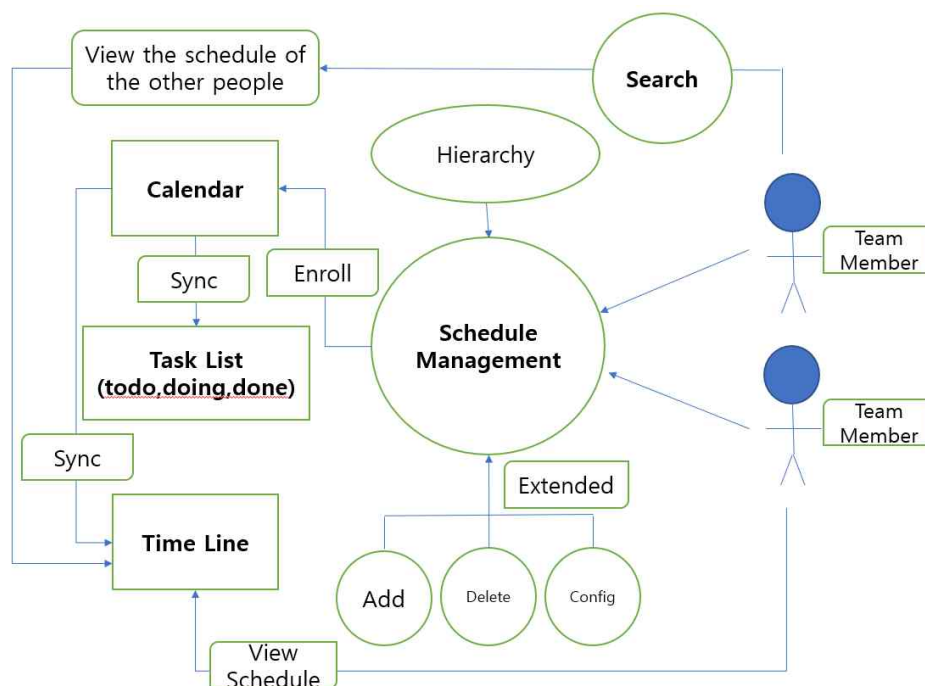 View the schedule of
the other people
Search
Hierarchy
Calendar
Team
Member
Sync
Enroll
Schedule
Management
Task List
(todo,doing,done)
Team
Member
Sync
Extended
Time Line
Add
Delete
Config
View
Schedule